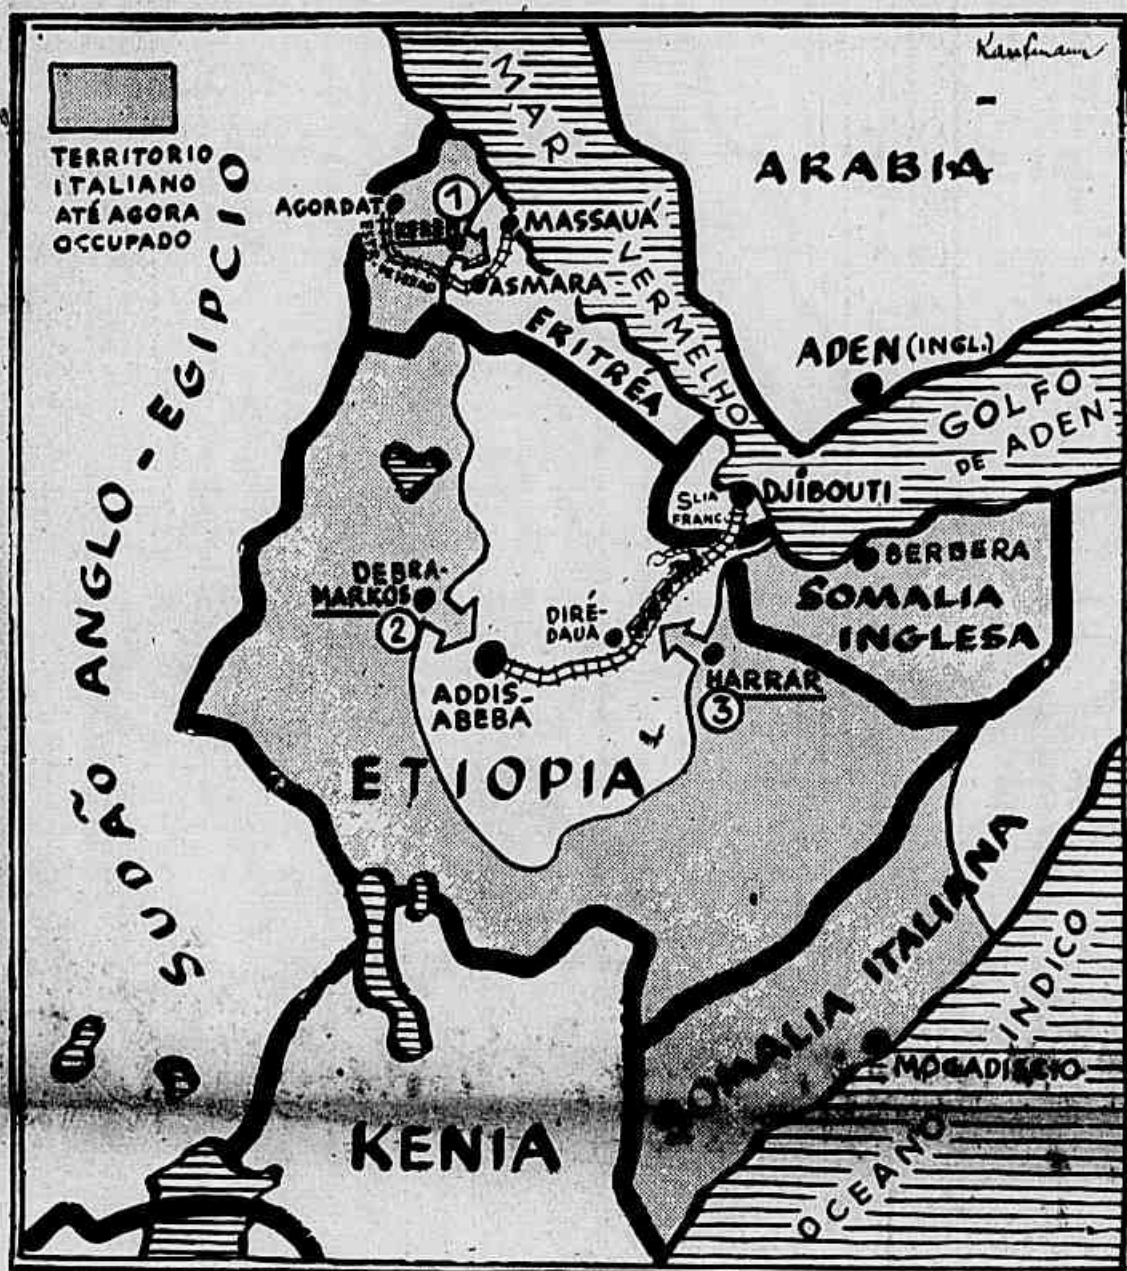 Kaufmann
TERRITORIO
ITALIANO
ATÉ AGORA
OCCUPADO
SUDÃO ANGLO-EGIPCIO
MAR VERMELHO
ARABIA
AGORDAT
1
KEREN
MASSAUÁ
ASMARA
ERITRÉA
ADEN (INGL.)
GOLFO
DE ADEN
SLIA
FRANC.
DJIBOUTI
BERBERA
SOMALIA
INGLESA
DEBRA-
MARKOS
2
DIRÉ-
DAUA
HARRAR
3
ADDIS-
ABEBA
ETIOPIA
SOMALIA ITALIANA
MOGADISCIO
OCEANO INDICO
KENIA